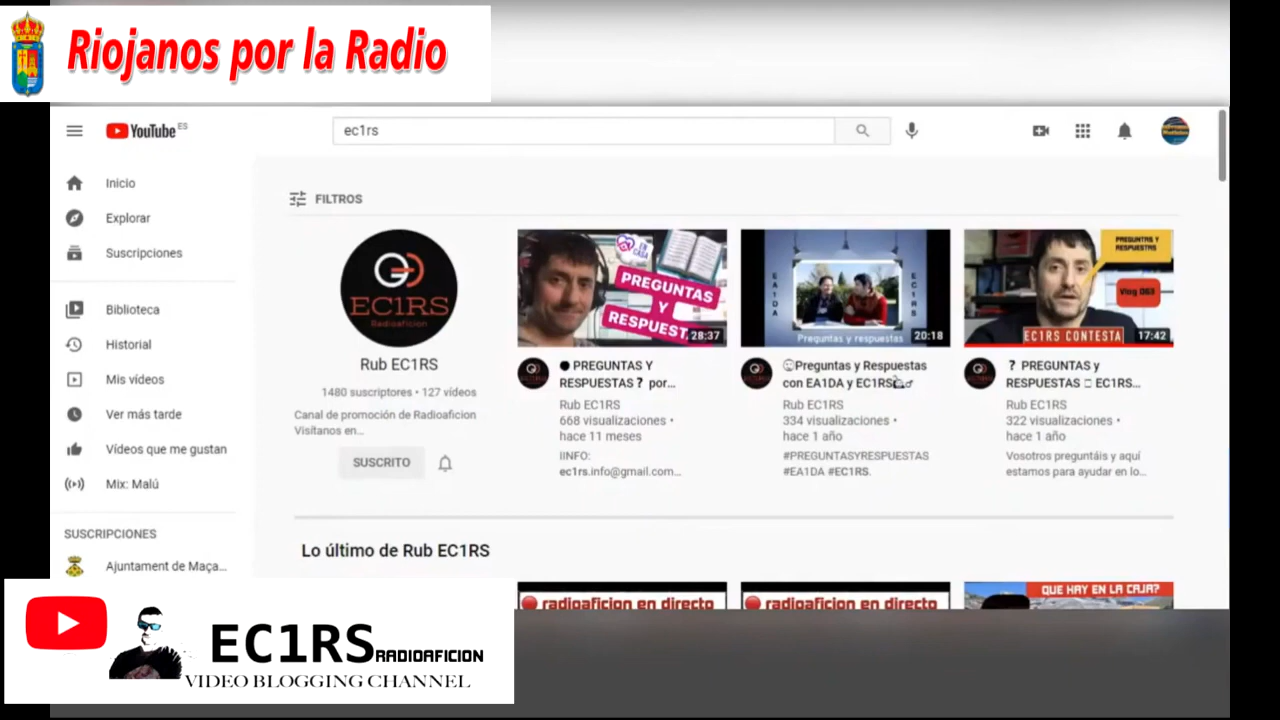 Riojanos por la Radio
YouTube ES
ec1rs
Inicio
Explorar
Suscripciones
Biblioteca
Historial
Mis vídeos
Ver más tarde
Vídeos que me gustan
Mix: Malú
SUSCRIPCIONES
Ajuntament de Maça...
FILTROS
EC1RS
Radioaficion
Rub EC1RS
1480 suscriptores • 127 vídeos
Canal de promoción de Radioaficion
Visítanos en...
SUSCRITO
EN CASA
PREGUNTAS
Y
RESPUEST
28:37
PREGUNTAS Y
RESPUESTAS? por...
Rub EC1RS
668 visualizaciones •
hace 11 meses
IINFO:
ec1rs.info@gmail.com...
EA1DA
EC1RS
Preguntas y respuestas
20:18
Preguntas y Respuestas
con EA1DA y EC1RS
Rub EC1RS
334 visualizaciones •
hace 1 año
#PREGUNTASYRESPUESTAS
#EA1DA #EC1RS.
PREGUNTAS Y
RESPUESTAS
Vlog 063
EC1RS CONTESTA
17:42
? PREGUNTAS y
RESPUESTAS EC1RS...
Rub EC1RS
322 visualizaciones •
hace 1 año
Vosotros preguntáis y aquí
estamos para ayudar en lo...
Lo último de Rub EC1RS
radioaficion en directo
radioaficion en directo
QUE HAY EN LA CAJA?
EC1RS RADIOAFICION
VIDEO BLOGGING CHANNEL